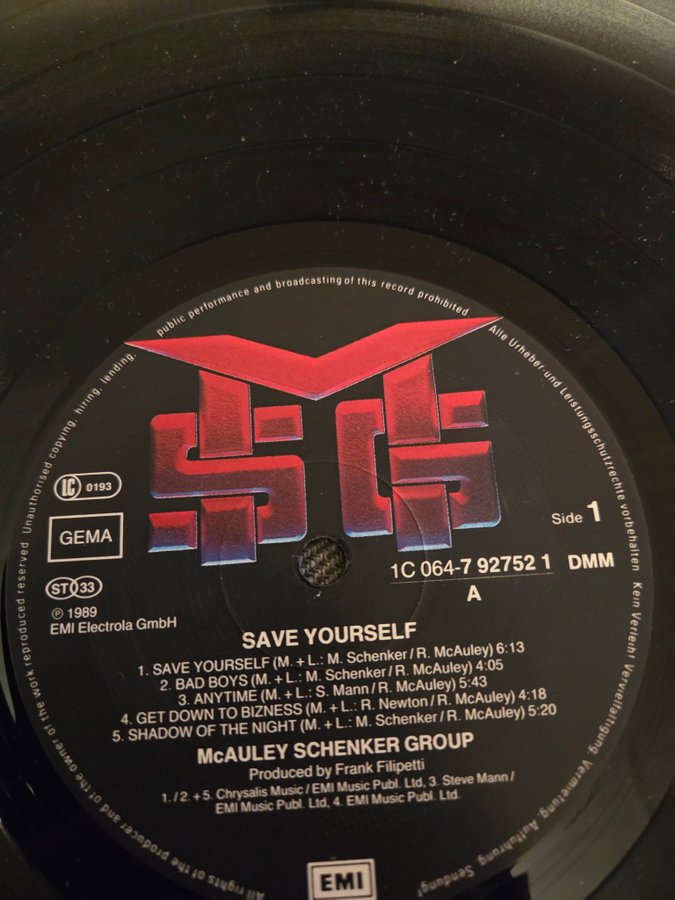 Unauthorised copying, hiring, lending, public performance and broadcasting of this record prohibited
Alle Urheber-und Leistungsschutzrechte vorbehalten Kein Verleih! Vervielfältigung, Vermietung, Aufführung, Sendung!
All rights of the producer and of the owner of the work reproduced reserved
MSG
LC 0193
GEMA
ST 33
℗ 1989
EMI Electrola GmbH
Side 1
1C 064-7 92752 1 DMM
A
SAVE YOURSELF
1. SAVE YOURSELF (M. + L.: M. Schenker / R. McAuley) 6:13
2. BAD BOYS (M. + L.: M. Schenker / R. McAuley) 4:05
3. ANYTIME (M. + L.: S. Mann / R. McAuley) 5:43
4. GET DOWN TO BIZNESS (M. + L.: R. Newton / R. McAuley) 4:18
5. SHADOW OF THE NIGHT (M. + L.: M. Schenker / R. McAuley) 5:20
McAULEY SCHENKER GROUP
Produced by Frank Filipetti
1. / 2. + 5. Chrysalis Music / EMI Music Publ. Ltd, 3. Steve Mann /
EMI Music Publ. Ltd, 4. EMI Music Publ. Ltd.
EMI